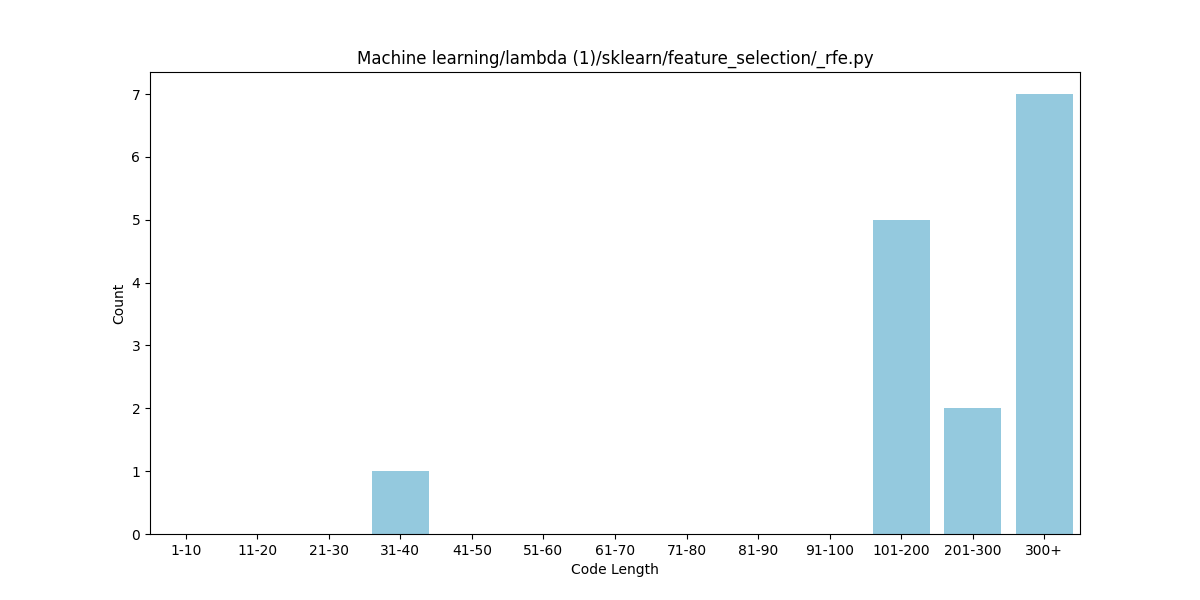 Machine learning/lambda (1)/sklearn/feature_selection/_rfe.py
7
6
5
4
3
2
1
0
Count
1-10 11-20 21-30 31-40 41-50 51-60 61-70 71-80 81-90 91-100 101-200 201-300 300+
Code Length